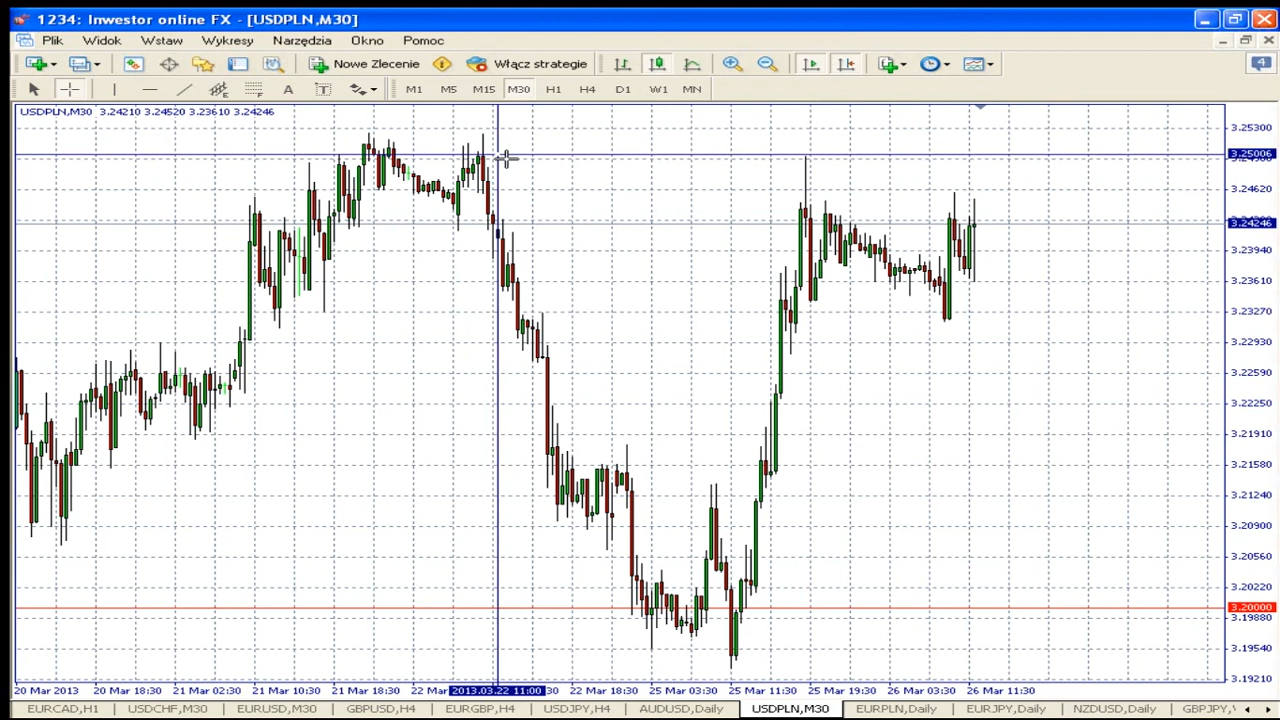 1234: Inwestor online FX - [USDPLN,M30]
Plik Widok Wstaw Wykresy Narzędzia Okno Pomoc
Nowe Zlecenie Włącz strategie 4
A T M1 M5 M15 M30 H1 H4 D1 W1 MN
USDPLN,M30 3.24210 3.24520 3.23610 3.24246
3.25300
3.25006
3.24620
3.24246
3.23940
3.23610
3.23270
3.22930
3.22590
3.22250
3.21910
3.21580
3.21240
3.20900
3.20560
3.20220
3.20000
3.19880
3.19540
3.19210
20 Mar 2013 20 Mar 18:30 21 Mar 02:30 21 Mar 10:30 21 Mar 18:30 22 Mar 2013.03.22 11:00 30 22 Mar 18:30 25 Mar 03:30 25 Mar 11:30 25 Mar 19:30 26 Mar 03:30 26 Mar 11:30
EURCAD,H1 USDCHF,M30 EURUSD,M30 GBPUSD,H4 EURGBP,H4 USDJPY,H4 AUDUSD,Daily USDPLN,M30 EURPLN,Daily EURJPY,Daily NZDUSD,Daily GBPJPY,